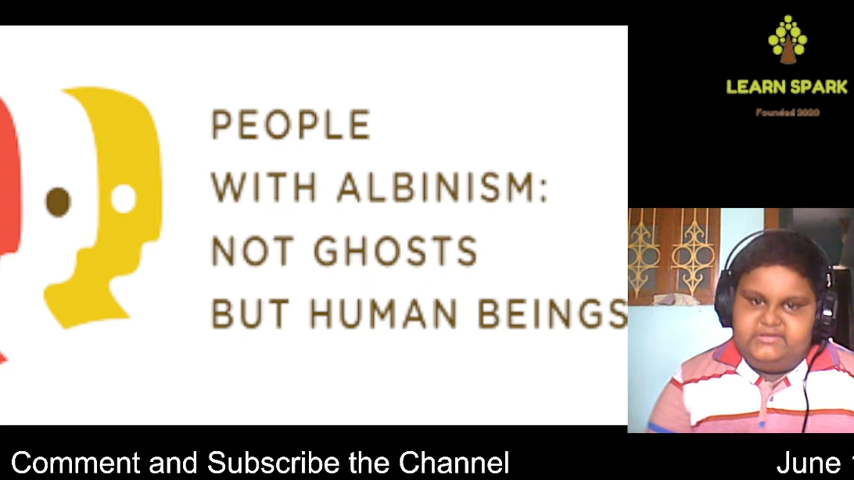 PEOPLE
WITH ALBINISM:
NOT GHOSTS
BUT HUMAN BEINGS
LEARN SPARK
Founded 2020
Comment and Subscribe the Channel
June